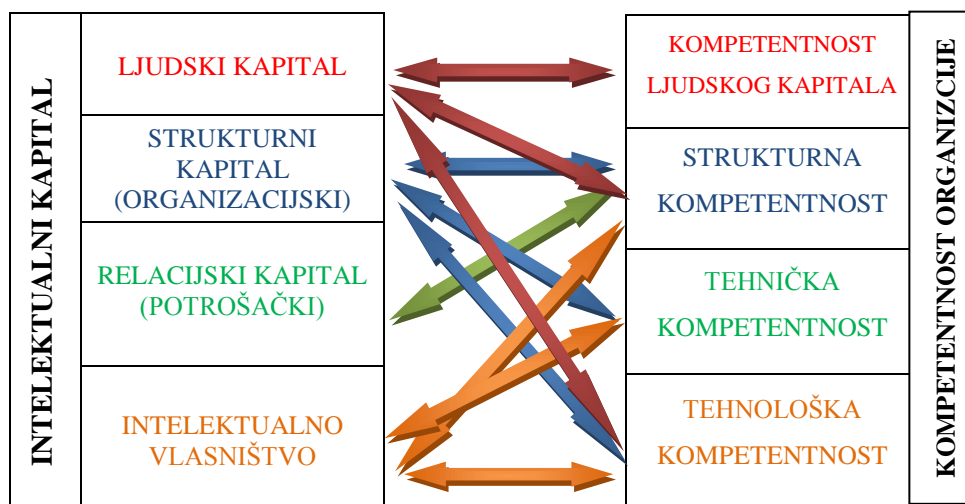 INTELEKTUALNI KAPITAL
LJUDSKI KAPITAL
STRUKTURNI
KAPITAL
(ORGANIZACIJSKI)
RELACIJSKI KAPITAL
(POTROŠAČKI)
INTELEKTUALNO
VLASNIŠTVO
KOMPETENTNOST
LJUDSKOG KAPITALA
STRUKTURNA
KOMPETENTNOST
TEHNIČKA
KOMPETENTNOST
TEHNOLOŠKA
KOMPETENTNOST
KOMPETENTNOST ORGANIZCIJE